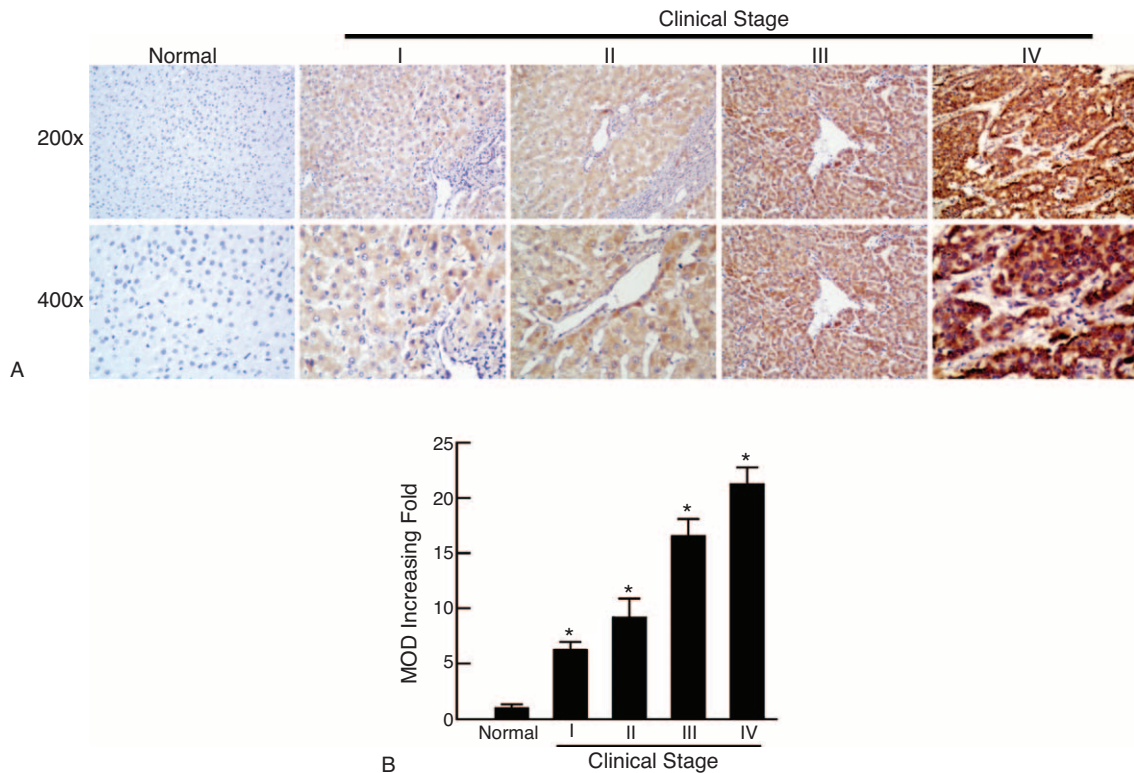 Clinical Stage
Normal I II III IV
200x
400x
A
25
20
15
10
5
0
MOD Increasing Fold
* * * *
Normal I II III IV
Clinical Stage
B